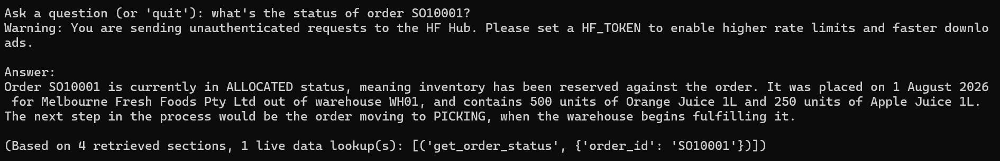 Ask a question (or 'quit'): what's the status of order SO10001?
Warning: You are sending unauthenticated requests to the HF Hub. Please set a HF_TOKEN to enable higher rate limits and faster downlo
ads.
Answer:
Order SO10001 is currently in ALLOCATED status, meaning inventory has been reserved against the order. It was placed on 1 August 2026
 for Melbourne Fresh Foods Pty Ltd out of warehouse WH01, and contains 500 units of Orange Juice 1L and 250 units of Apple Juice 1L.
The next step in the process would be the order moving to PICKING, when the warehouse begins fulfilling it.
(Based on 4 retrieved sections, 1 live data lookup(s): [('get_order_status', {'order_id': 'SO10001'})])